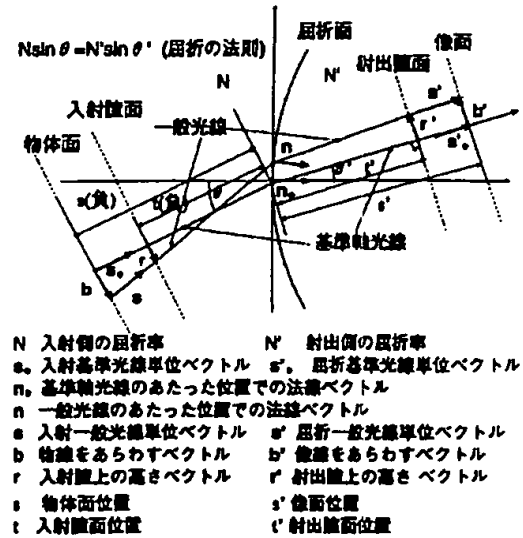 Nsinθ=N'sinθ' (屈折の法則)
屈折面
像面
N
N'
射出瞳面
入射瞳面
一般光線
物体面
s'
b'
r'
s'₀
n
θ'
t'
s(負)
t(負)
θ
n₀
s'
基準軸光線
s₀
r
b
s
N 入射側の屈折率 N' 射出側の屈折率
s₀ 入射基準光線単位ベクトル s'₀ 屈折基準光線単位ベクトル
n₀ 基準軸光線のあたった位置での法線ベクトル
n 一般光線のあたった位置での法線ベクトル
s 入射一般光線単位ベクトル s' 屈折一般光線単位ベクトル
b 物線をあらわすベクトル b' 像線をあらわすベクトル
r 入射瞳上の高さベクトル r' 射出瞳上の高さ ベクトル
s 物体面位置 s' 像面位置
t 入射瞳面位置 t' 射出瞳面位置